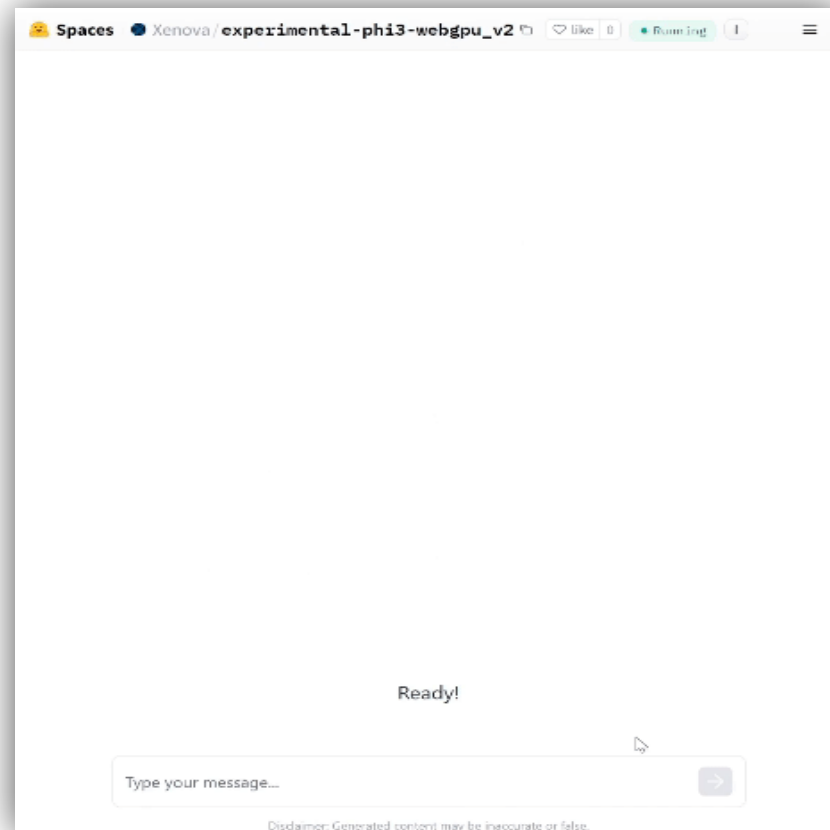 Spaces Xenova/experimental-phi3-webgpu_v2 like 0 Running
Ready!
Type your message...
Disclaimer: Generated content may be inaccurate or false.